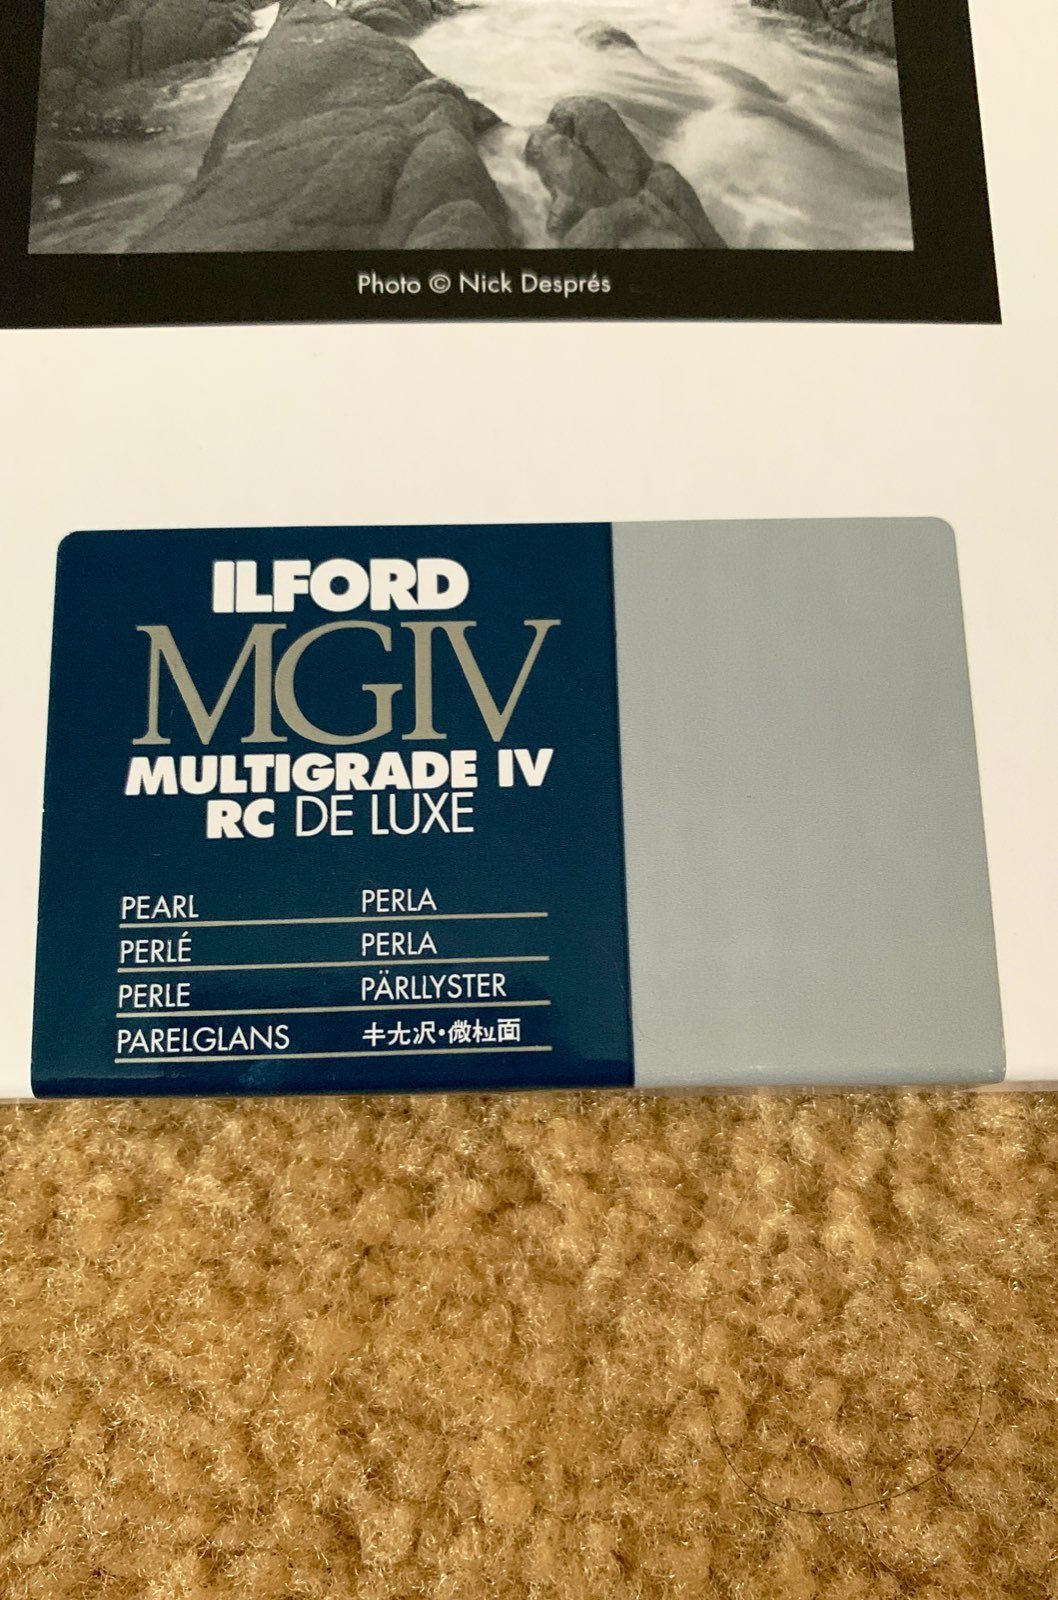 Photo © Nick Després
ILFORD
MGIV
MULTIGRADE IV
RC DE LUXE
PEARL PERLA
PERLÉ PERLA
PERLE PÄRLLYSTER
PARELGLANS 半光沢・微粒面